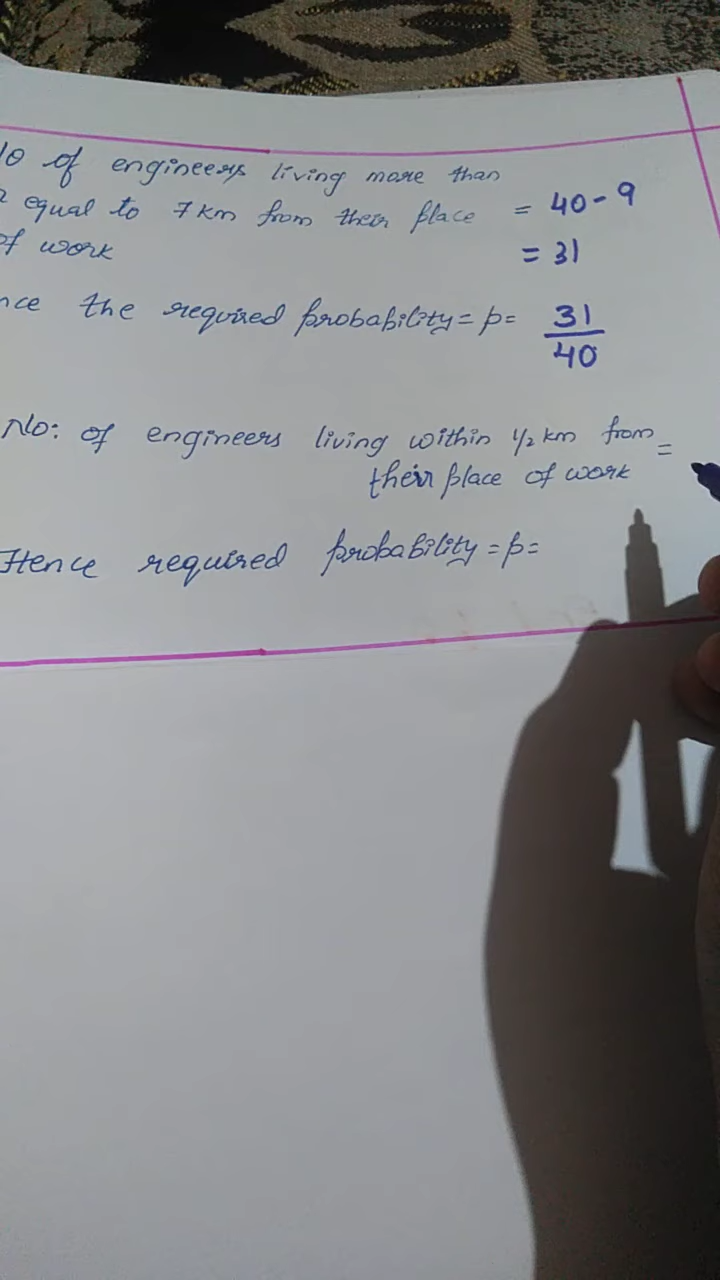 No of engineers living more than
equal to 7 km from their place = 40 - 9
of work = 31
the required probability = p = 31/40
No: of engineers living within 1/2 km from =
their place of work
Hence required probability = p =